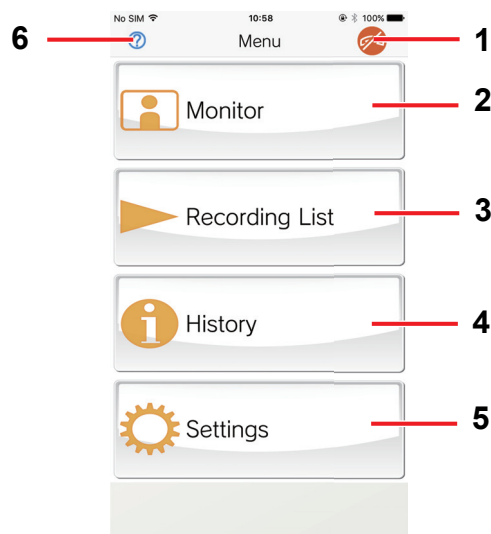 No SIM 10:58 100%
6 ? Menu 1
Monitor 2
Recording List 3
i History 4
Settings 5